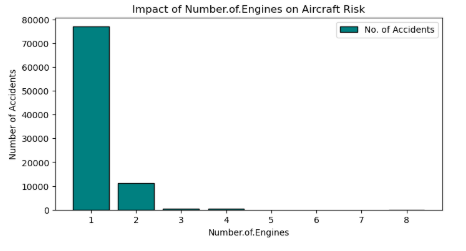 Impact of Number.of.Engines on Aircraft Risk
No. of Accidents
Number of Accidents
80000
70000
60000
50000
40000
30000
20000
10000
0
1 2 3 4 5 6 7 8
Number.of.Engines